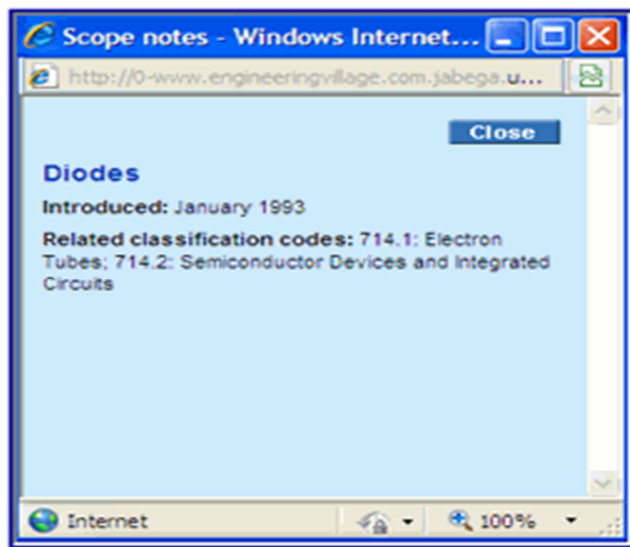 Scope notes - Windows Internet...
http://0-www.engineeringvillage.com.jabega.u...
Close
Diodes
Introduced: January 1993
Related classification codes: 714.1: Electron
Tubes; 714.2: Semiconductor Devices and Integrated
Circuits
Internet
100%